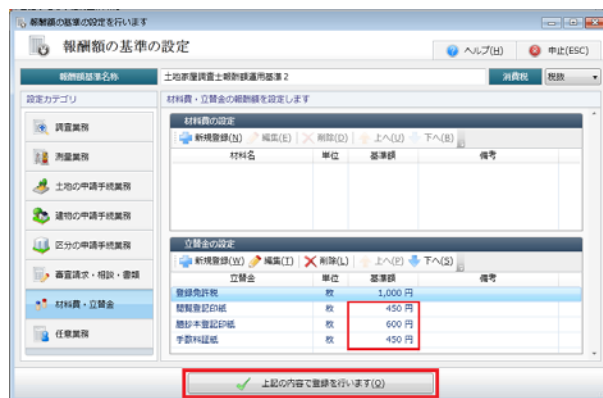 報酬額の基準の設定を行います
報酬額の基準の設定
ヘルプ(H)
中止(ESC)
報酬額基準名称
土地家屋調査士報酬額運用基準2
消費税
税抜
設定カテゴリ
材料費・立替金の報酬額を設定します
調査業務
測量業務
土地の申請手続業務
建物の申請手続業務
区分の申請手続業務
審査請求・相談・書類
材料費・立替金
任意業務
材料費の設定
新規登録(N) 編集(E) 削除(D) 上へ(U) 下へ(B)
材料名 単位 基準額 備考
立替金の設定
新規登録(W) 編集(T) 削除(L) 上へ(P) 下へ(S)
立替金 単位 基準額 備考
登録免許税 枚 1,000 円
閲覧登記印紙 枚 450 円
謄抄本登記印紙 枚 600 円
手数料証紙 枚 450 円
上記の内容で登録を行います(O)